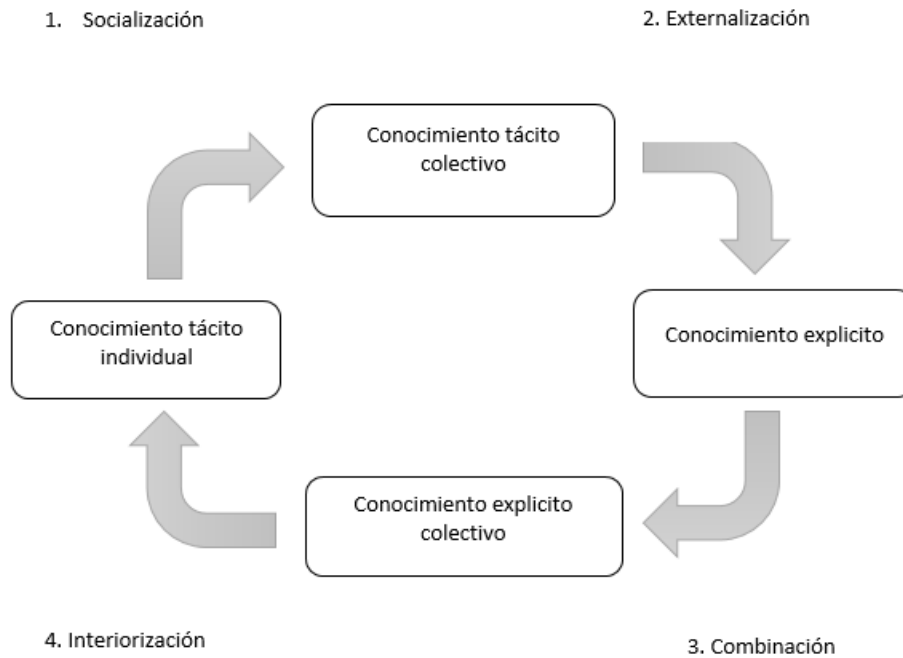 1. Socialización
2. Externalización
Conocimiento tácito
colectivo
Conocimiento tácito
individual
Conocimiento explicito
Conocimiento explicito
colectivo
4. Interiorización
3. Combinación